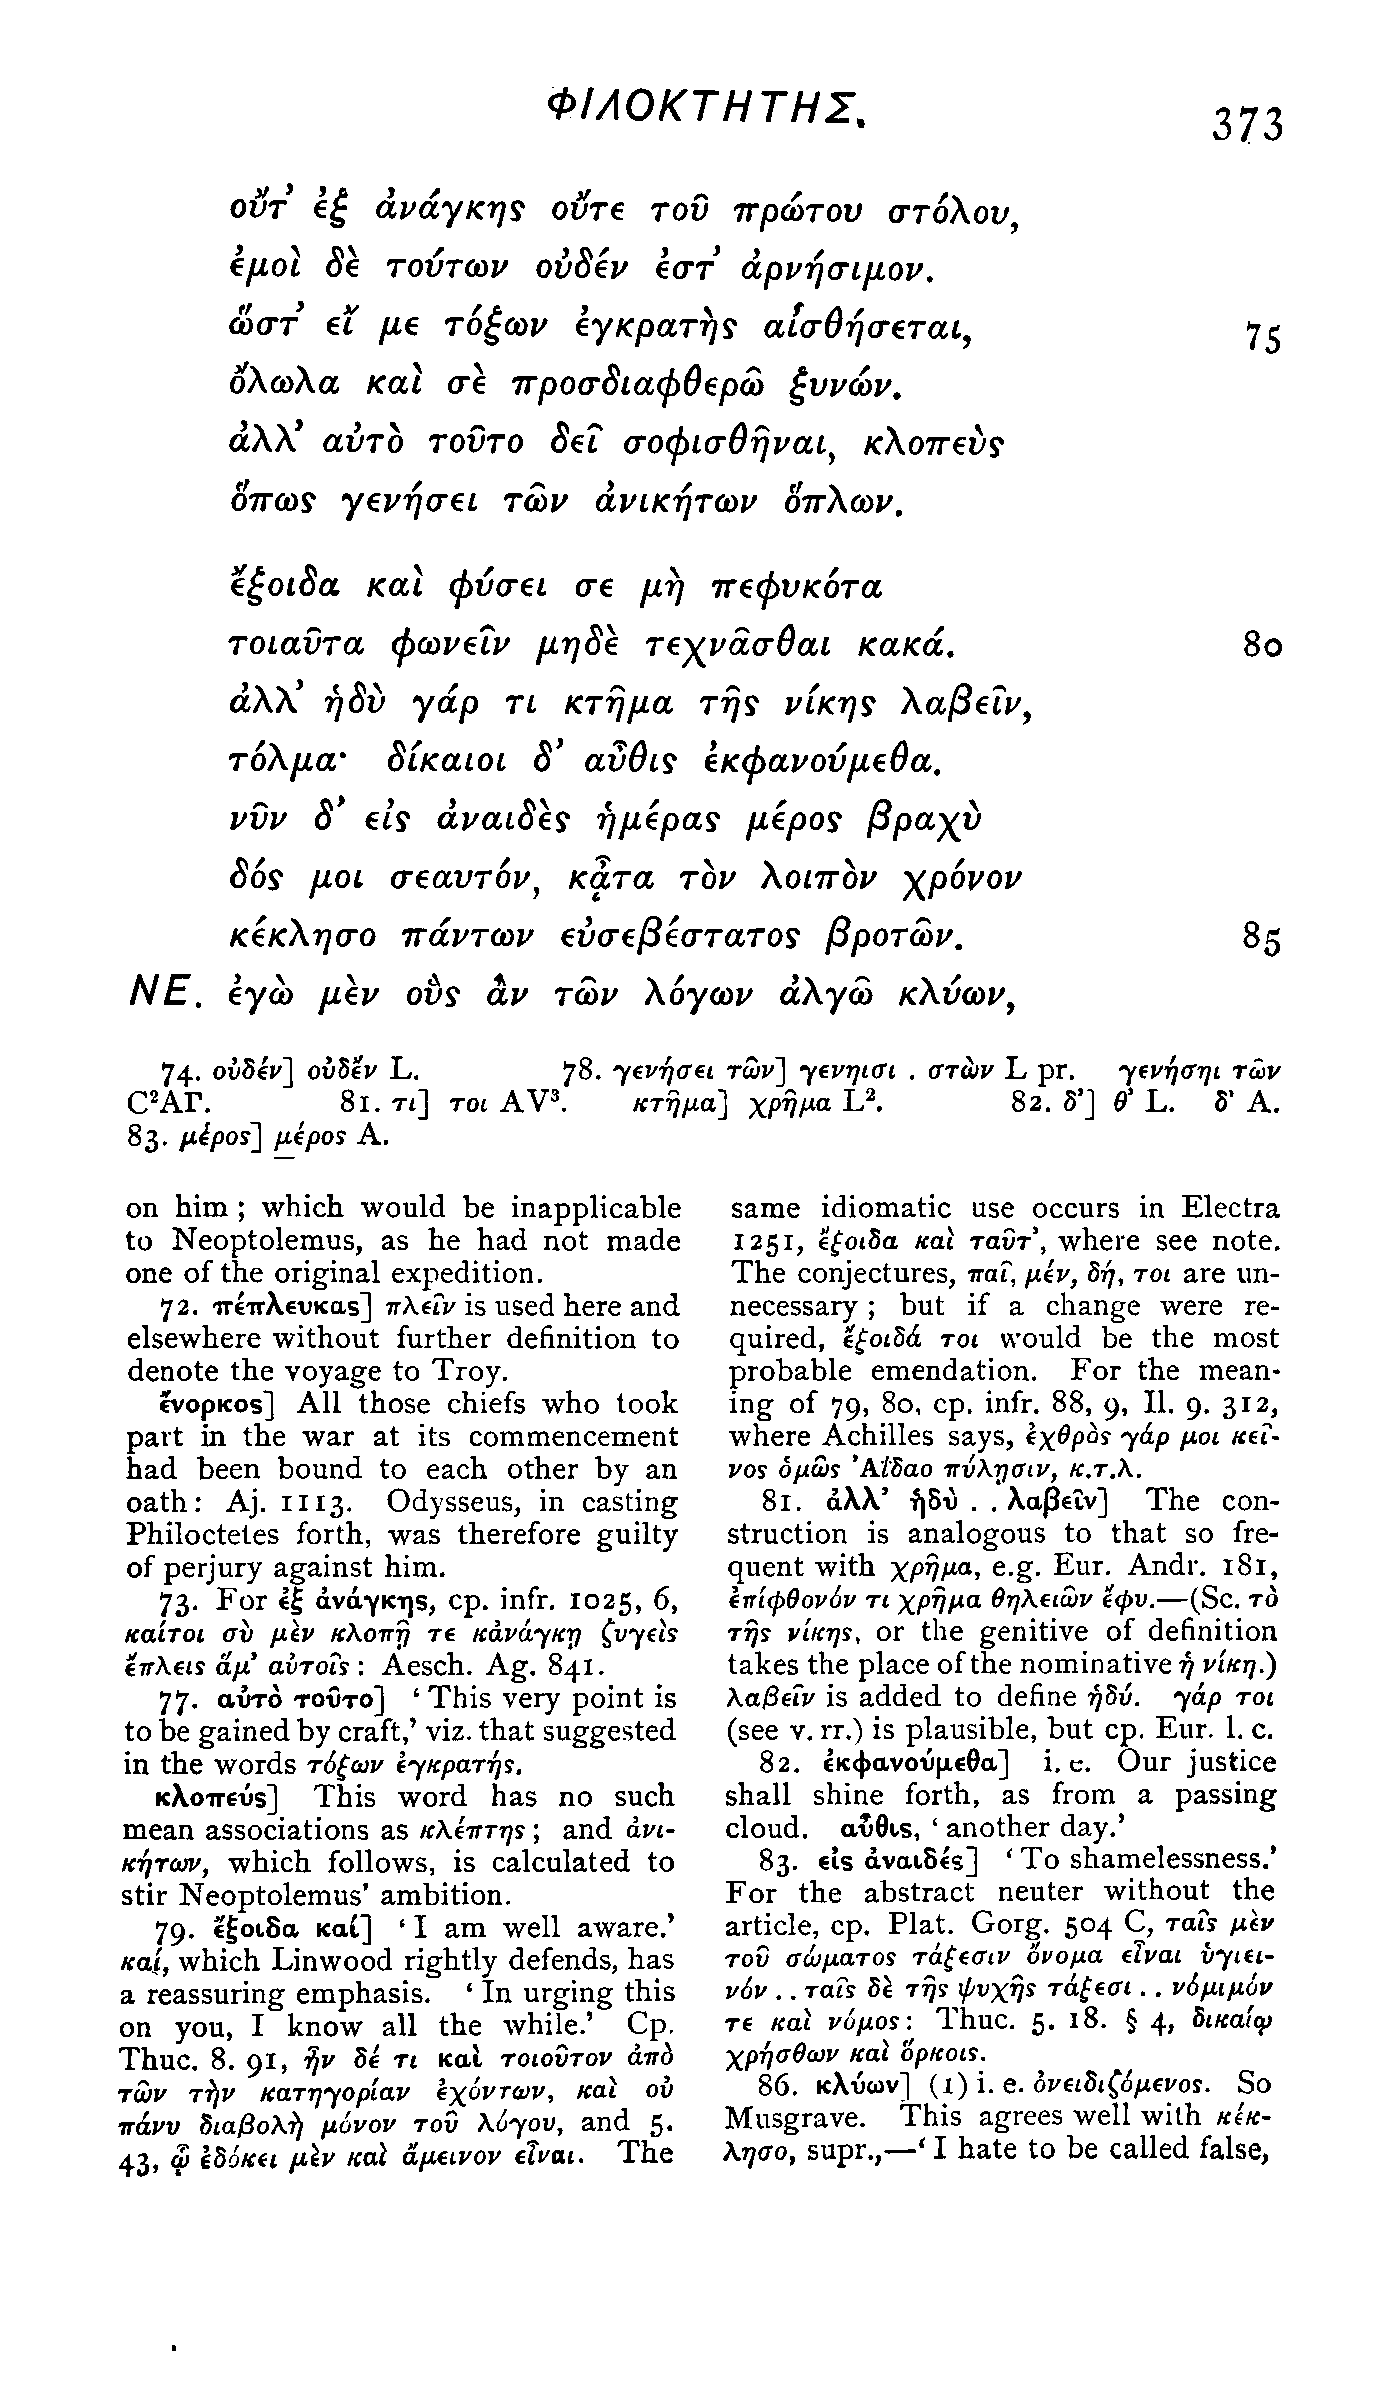 ΦΙΛΟΚΤΗΤΗΣ.
373
οὔτ’ ἐξ ἀνάγκης οὔτε τοῦ πρώτου στόλου,
ἐμοὶ δὲ τούτων οὐδέν ἐστ’ ἀρνήσιμον.
ὥστ’ εἴ με τόξων ἐγκρατὴς αἰσθήσεται, 75
ὄλωλα καὶ σὲ προσδιαφθερῶ ξυνών.
ἀλλ’ αὐτὸ τοῦτο δεῖ σοφισθῆναι, κλοπεὺς
ὅπως γενήσει τῶν ἀνικήτων ὅπλων.
ἔξοιδα καὶ φύσει σε μὴ πεφυκότα
τοιαῦτα φωνεῖν μηδὲ τεχνᾶσθαι κακά. 80
ἀλλ’ ἡδὺ γάρ τι κτῆμα τῆς νίκης λαβεῖν,
τόλμα· δίκαιοι δ’ αὖθις ἐκφανούμεθα.
νῦν δ’ εἰς ἀναιδὲς ἡμέρας μέρος βραχὺ
δός μοι σεαυτόν, κᾆτα τὸν λοιπὸν χρόνον
κέκλησο πάντων εὐσεβέστατος βροτῶν. 85
ΝΕ. ἐγὼ μὲν οὓς ἂν τῶν λόγων ἀλγῶ κλύων,
74. οὐδέν] οὐδἒν L. 78. γενήσει τῶν] γενηισι . στὼν L pr. γενήσηι τῶν
C²ΑΓ. 81. τι] τοι AV³. κτῆμα] χρῆμα L². 82. δ’] θ’ L. δ’ A.
83. μέρος] μέρος A.
on him ; which would be inapplicable
to Neoptolemus, as he had not made
one of the original expedition.
72. πέπλευκας] πλεῖν is used here and
elsewhere without further definition to
denote the voyage to Troy.
ἔνορκος] All those chiefs who took
part in the war at its commencement
had been bound to each other by an
oath: Aj. 1113. Odysseus, in casting
Philoctetes forth, was therefore guilty
of perjury against him.
73. For ἐξ ἀνάγκης, cp. infr. 1025, 6,
καίτοι σὺ μὲν κλοπῇ τε κἀνάγκῃ ζυγεὶς
ἔπλεις ἅμ’ αὐτοῖς : Aesch. Ag. 841.
77. αὐτὸ τοῦτο] ‘This very point is
to be gained by craft,’ viz. that suggested
in the words τόξων ἐγκρατής.
κλοπεύς] This word has no such
mean associations as κλέπτης ; and ἀνι-
κήτων, which follows, is calculated to
stir Neoptolemus’ ambition.
79. ἔξοιδα καί] ‘I am well aware.’
καί, which Linwood rightly defends, has
a reassuring emphasis. ‘In urging this
on you, I know all the while.’ Cp.
Thuc. 8. 91, ἦν δέ τι καὶ τοιοῦτον ἀπὸ
τῶν τὴν κατηγορίαν ἐχόντων, καὶ οὐ
πάνυ διαβολὴ μόνον τοῦ λόγου, and 5.
43, ᾧ ἐδόκει μὲν καὶ ἄμεινον εἶναι. The
same idiomatic use occurs in Electra
1251, ἔξοιδα καὶ ταῦτ’, where see note.
The conjectures, παῖ, μέν, δή, τοι are un-
necessary ; but if a change were re-
quired, ἔξοιδά τοι would be the most
probable emendation. For the mean-
ing of 79, 80, cp. infr. 88, 9, Il. 9. 312,
where Achilles says, ἐχθρὸς γάρ μοι κεῖ-
νος ὁμῶς Ἀΐδαο πύλῃσιν, κ.τ.λ.
81. ἀλλ’ ἡδὺ . . λαβεῖν] The con-
struction is analogous to that so fre-
quent with χρῆμα, e.g. Eur. Andr. 181,
ἐπίφθονόν τι χρῆμα θηλειῶν ἔφυ.—(Sc. τὸ
τῆς νίκης, or the genitive of definition
takes the place of the nominative ἡ νίκη.)
λαβεῖν is added to define ἡδύ. γάρ τοι
(see v. rr.) is plausible, but cp. Eur. l. c.
82. ἐκφανούμεθα] i. e. Our justice
shall shine forth, as from a passing
cloud. αὖθις, ‘another day.’
83. εἰς ἀναιδές] ‘To shamelessness.’
For the abstract neuter without the
article, cp. Plat. Gorg. 504 C, ταῖς μὲν
τοῦ σώματος τάξεσιν ὄνομα εἶναι ὑγιει-
νόν . . ταῖς δὲ τῆς ψυχῆς τάξεσι . . νόμιμόν
τε καὶ νόμος: Thuc. 5. 18. § 4, δικαίῳ
χρήσθων καὶ ὅρκοις.
86. κλύων] (1) i. e. ὀνειδιζόμενος. So
Musgrave. This agrees well with κέκ-
λησο, supr.,—‘I hate to be called false,